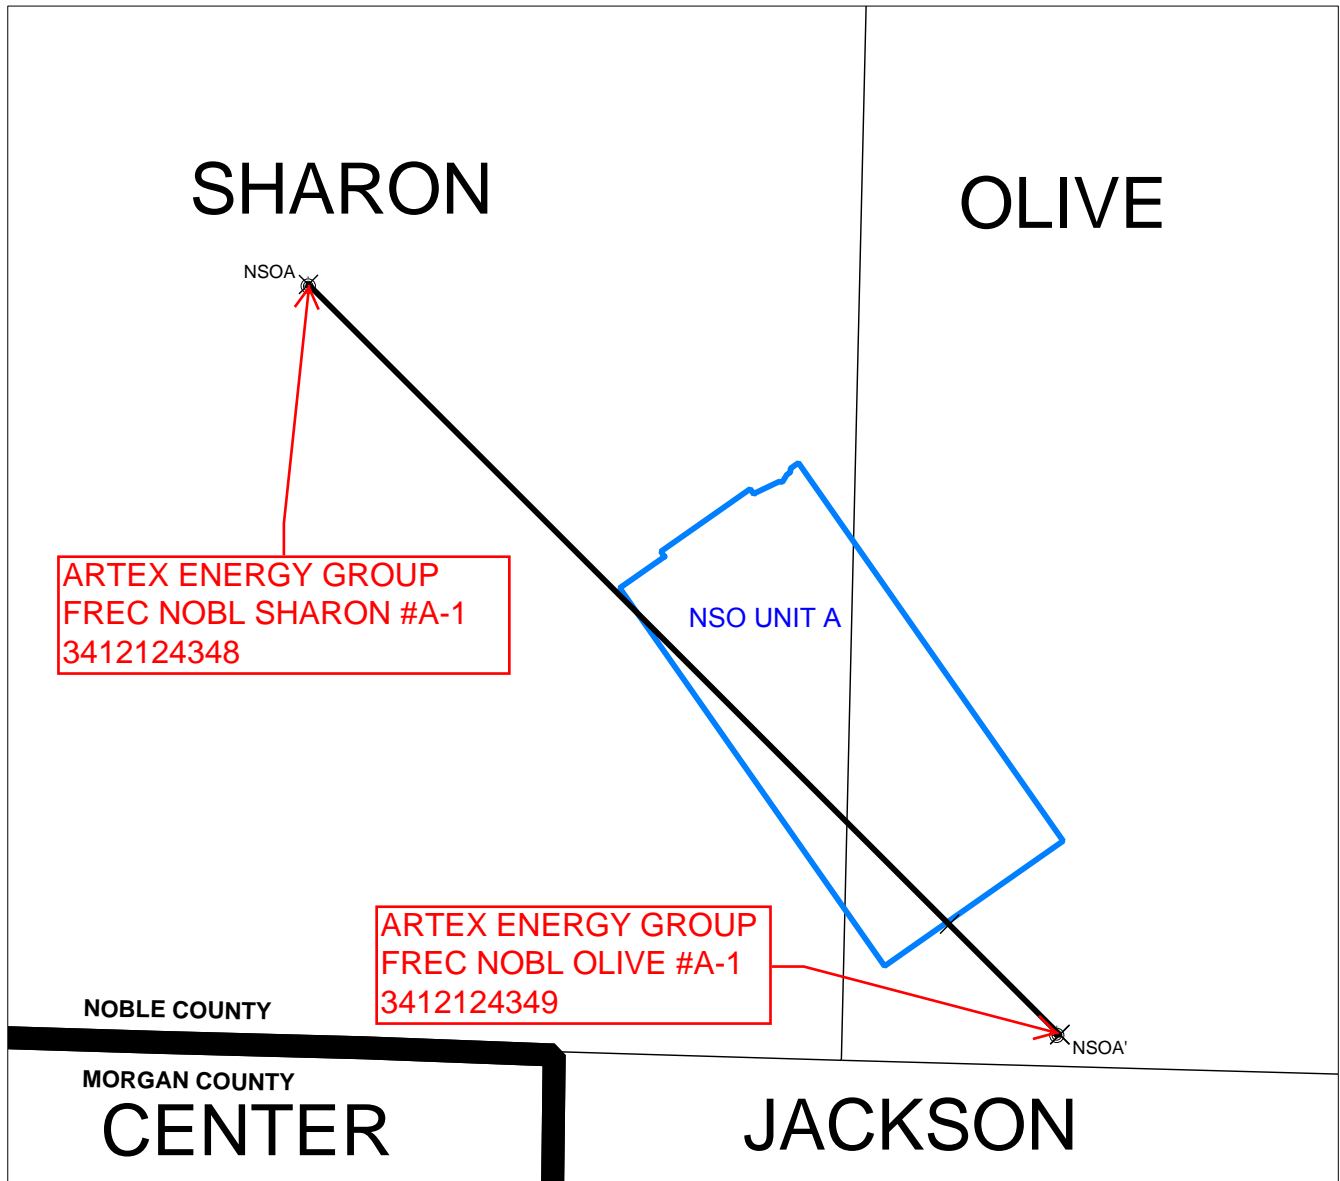 SHARON
OLIVE
NSOA
ARTEX ENERGY GROUP
FREC NOBL SHARON #A-1
3412124348
NSO UNIT A
ARTEX ENERGY GROUP
FREC NOBL OLIVE #A-1
3412124349
NOBLE COUNTY
NSOA'
MORGAN COUNTY
CENTER
JACKSON